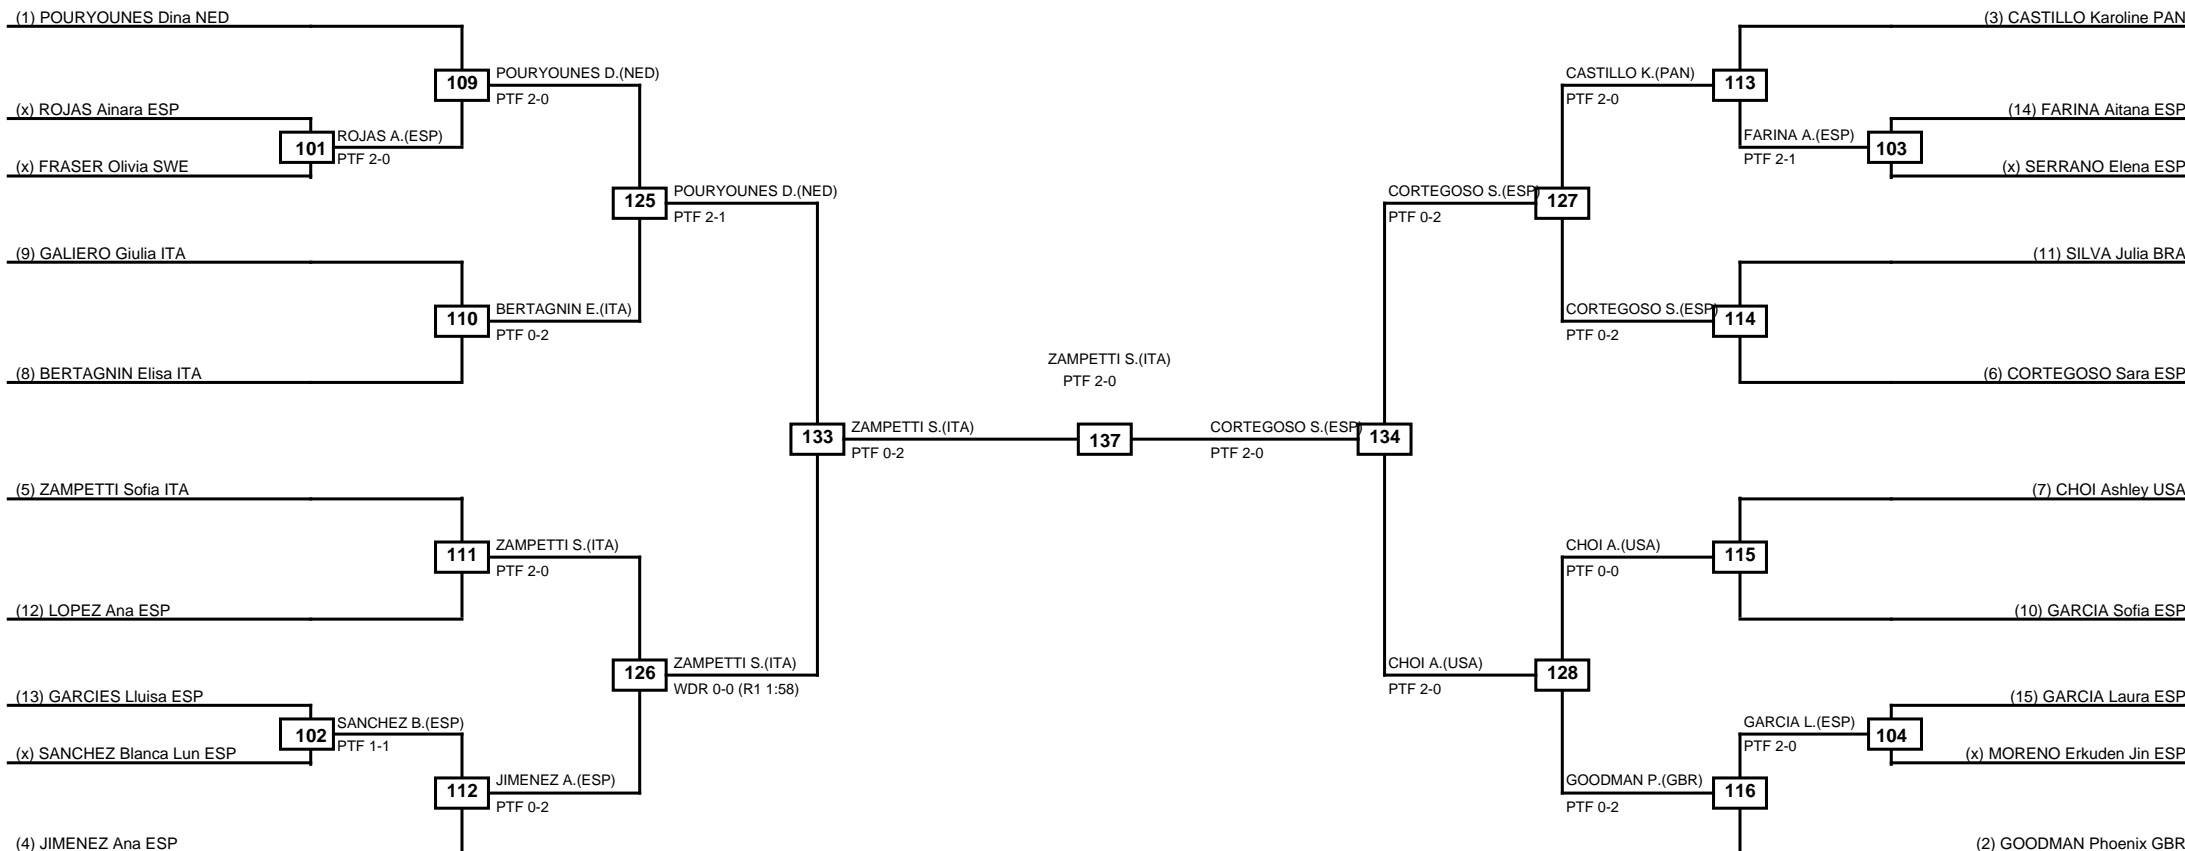 (1) POURYOUNES Dina NED
(3) CASTILLO Karoline PAN
109
POURYOUNES D.(NED)
PTF 2-0
CASTILLO K.(PAN)
PTF 2-0
113
(x) ROJAS Ainara ESP
(14) FARINA Aitana ESP
101
ROJAS A.(ESP)
PTF 2-0
FARINA A.(ESP)
PTF 2-1
103
(x) FRASER Olivia SWE
(x) SERRANO Elena ESP
125
POURYOUNES D.(NED)
PTF 2-1
CORTEGOSO S.(ESP)
PTF 0-2
127
(9) GALIERO Giulia ITA
(11) SILVA Julia BRA
110
BERTAGNIN E.(ITA)
PTF 0-2
CORTEGOSO S.(ESP)
PTF 0-2
114
(8) BERTAGNIN Elisa ITA
(6) CORTEGOSO Sara ESP
ZAMPETTI S.(ITA)
PTF 2-0
133
ZAMPETTI S.(ITA)
PTF 0-2
137
CORTEGOSO S.(ESP)
PTF 2-0
134
(5) ZAMPETTI Sofia ITA
(7) CHOI Ashley USA
111
ZAMPETTI S.(ITA)
PTF 2-0
CHOI A.(USA)
PTF 0-0
115
(12) LOPEZ Ana ESP
(10) GARCIA Sofia ESP
126
ZAMPETTI S.(ITA)
WDR 0-0 (R1 1:58)
CHOI A.(USA)
PTF 2-0
128
(13) GARCIES Lluisa ESP
(15) GARCIA Laura ESP
102
SANCHEZ B.(ESP)
PTF 1-1
GARCIA L.(ESP)
PTF 2-0
104
(x) SANCHEZ Blanca Lun ESP
(x) MORENO Erkuden Jin ESP
112
JIMENEZ A.(ESP)
PTF 0-2
GOODMAN P.(GBR)
PTF 0-2
116
(4) JIMENEZ Ana ESP
(2) GOODMAN Phoenix GBR